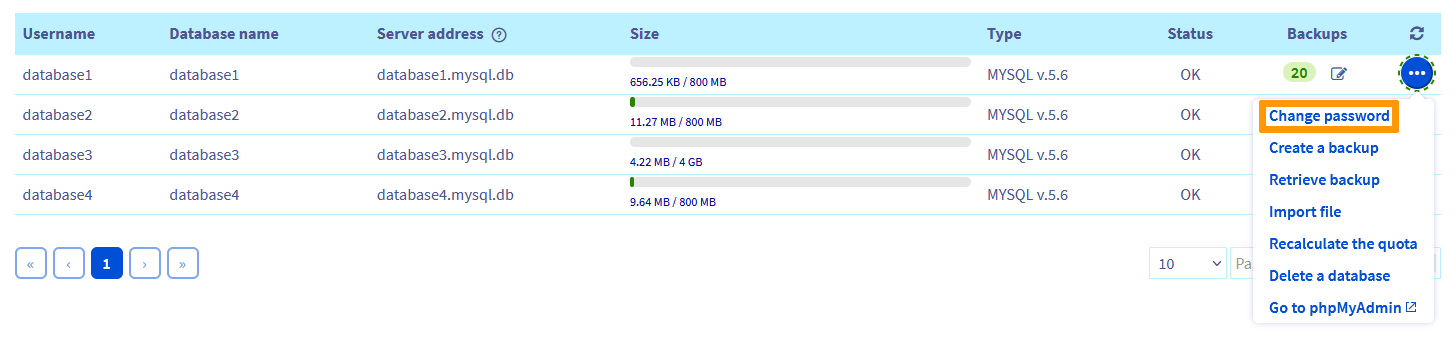 Username Database name Server address Size Type Status Backups
database1 database1 database1.mysql.db 656.25 KB / 800 MB MYSQL v.5.6 OK 20
database2 database2 database2.mysql.db 11.27 MB / 800 MB MYSQL v.5.6 OK
database3 database3 database3.mysql.db 4.22 MB / 4 GB MYSQL v.5.6 OK
database4 database4 database4.mysql.db 9.64 MB / 800 MB MYSQL v.5.6 OK
Change password
Create a backup
Retrieve backup
Import file
Recalculate the quota
Delete a database
Go to phpMyAdmin
« ‹ 1 › » 10 Pa